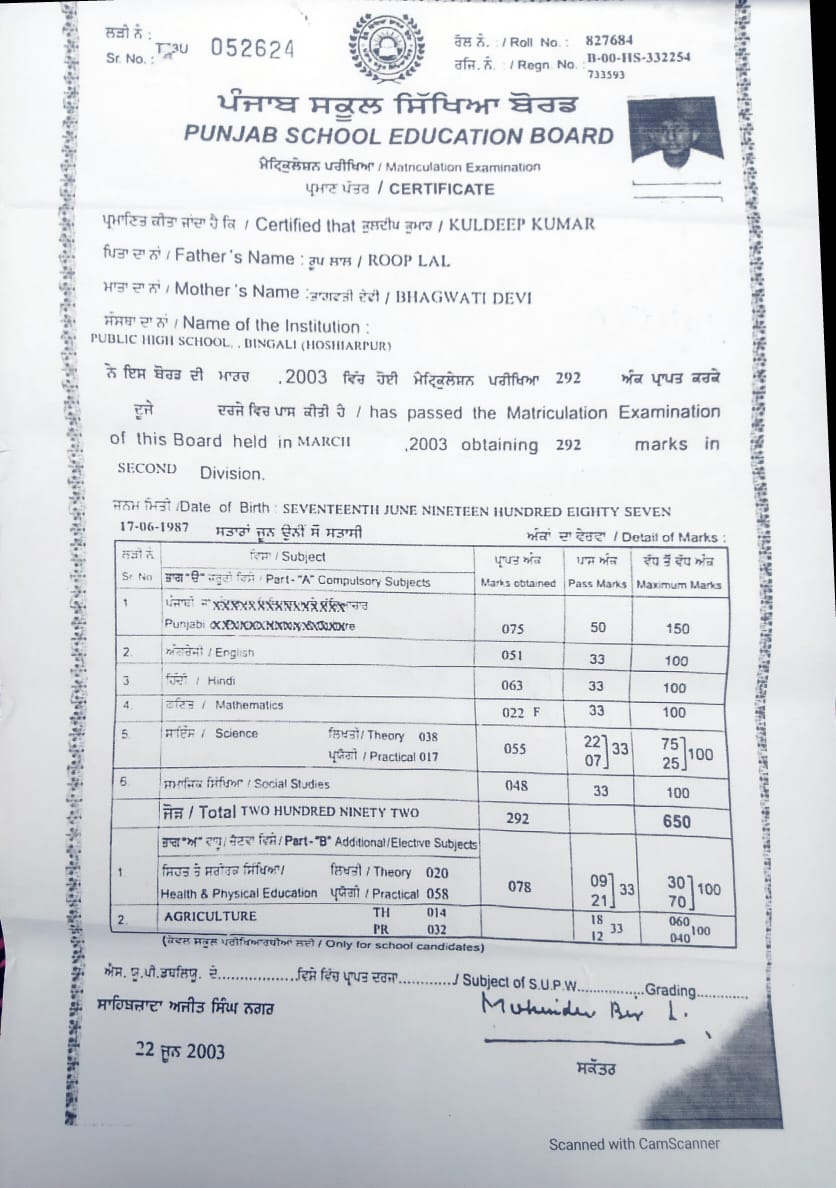 ਲੜੀ ਨੰ :
Sr. No. : 052624
ਰੋਲ ਨੰ. : / Roll No. : 827684
ਰਜਿ. ਨੰ. : / Regn. No. : B-00-HS-332254
733593
ਪੰਜਾਬ ਸਕੂਲ ਸਿੱਖਿਆ ਬੋਰਡ
PUNJAB SCHOOL EDUCATION BOARD
ਮੈਟ੍ਰਿਕੁਲੇਸ਼ਨ ਪਰੀਖਿਆ / Matriculation Examination
ਪ੍ਰਮਾਣ ਪੱਤਰ / CERTIFICATE
ਪ੍ਰਮਾਣਿਤ ਕੀਤਾ ਜਾਂਦਾ ਹੈ ਕਿ / Certified that ਕੁਲਦੀਪ ਕੁਮਾਰ / KULDEEP KUMAR
ਪਿਤਾ ਦਾ ਨਾਂ / Father's Name : ਰੂਪ ਲਾਲ / ROOP LAL
ਮਾਤਾ ਦਾ ਨਾਂ / Mother's Name : ਭਾਗਵਤੀ ਦੇਵੀ / BHAGWATI DEVI
ਸੰਸਥਾ ਦਾ ਨਾਂ / Name of the Institution :
PUBLIC HIGH SCHOOL, . BINGALI (HOSHIARPUR)
ਨੇ ਇਸ ਬੋਰਡ ਦੀ ਮਾਰਚ ,2003 ਵਿੱਚ ਹੋਈ ਮੈਟ੍ਰਿਕੁਲੇਸ਼ਨ ਪਰੀਖਿਆ 292 ਅੰਕ ਪ੍ਰਾਪਤ ਕਰਕੇ
ਦੂਜੇ ਦਰਜੇ ਵਿਚ ਪਾਸ ਕੀਤੀ ਹੈ / has passed the Matriculation Examination
of this Board held in MARCH ,2003 obtaining 292 marks in
SECOND Division.
ਜਨਮ ਮਿਤੀ /Date of Birth : SEVENTEENTH JUNE NINETEEN HUNDRED EIGHTY SEVEN
17-06-1987 ਸਤਾਰਾਂ ਜੂਨ ਉਨੀਂ ਸੌ ਸਤਾਸੀ ਅੰਕਾਂ ਦਾ ਵੇਰਵਾ / Detail of Marks :
ਲੜੀ ਨੰ ਵਿਸ਼ਾ / Subject ਪ੍ਰਾਪਤ ਅੰਕ ਪਾਸ ਅੰਕ ਵੱਧ ਤੋਂ ਵੱਧ ਅੰਕ
Sr. No ਭਾਗ "ੳ" ਜ਼ਰੂਰੀ ਵਿਸ਼ੇ / Part- "A" Compulsory Subjects Marks obtained Pass Marks Maximum Marks
1 ਪੰਜਾਬੀ
Punjabi 075 50 150
2. ਅੰਗਰੇਜ਼ੀ / English 051 33 100
3 ਹਿੰਦੀ / Hindi 063 33 100
4. ਗਣਿਤ / Mathematics 022 F 33 100
5. ਸਾਇੰਸ / Science ਲਿਖਤੀ/ Theory 038 055 22 33 75 100
ਪ੍ਰਯੋਗੀ / Practical 017 07 25
6. ਸਮਾਜਿਕ ਸਿੱਖਿਆ / Social Studies 048 33 100
ਜੋੜ / Total TWO HUNDRED NINETY TWO 292 650
ਭਾਗ "ਅ" ਵਾਧੂ/ ਚੋਣਵਾਂ ਵਿਸ਼ੇ/ Part- "B" Additional/Elective Subjects
1. ਸਿਹਤ ਤੇ ਸਰੀਰਕ ਸਿੱਖਿਆ/ ਲਿਖਤੀ / Theory 020 078 09 33 30 100
Health & Physical Education ਪ੍ਰਯੋਗੀ / Practical 058 21 70
2. AGRICULTURE TH 014 18 33 060 100
PR 032 12 040
(ਕੇਵਲ ਸਕੂਲ ਪਰੀਖਿਆਰਥੀਆਂ ਲਈ / Only for school candidates)
ਐਸ. ਯੂ.ਪੀ.ਡਬਲਿਯੂ. ਦੇ..................ਵਿਸ਼ੇ ਵਿੱਚ ਪ੍ਰਾਪਤ ਦਰਜਾ............./ Subject of S.U.P.W................Grading............
ਸਾਹਿਬਜ਼ਾਦਾ ਅਜੀਤ ਸਿੰਘ ਨਗਰ
22 ਜੂਨ 2003
ਸਕੱਤਰ
Scanned with CamScanner